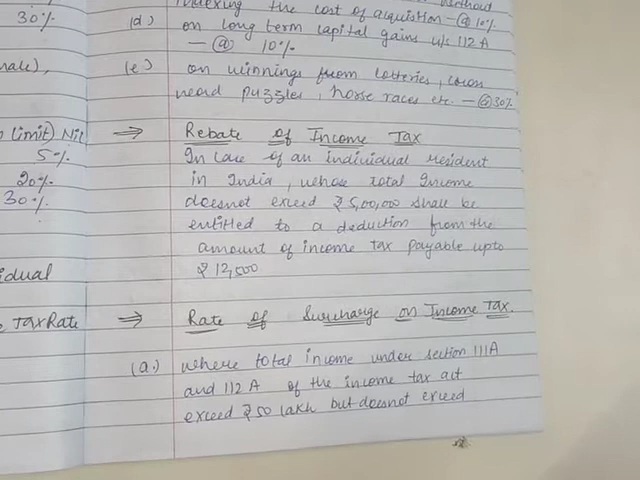 30%
indexing the cost of acquistion - @ 10%
(d) on long term capital gains u/s 112 A
- @ 10%
(e) on winnings from lotteries, cross
word puzzles, horse races etc. - @ 30%
limit) Nil
5%
20%
30%
⇒ Rebate of Income Tax
In case of an individual resident
in India, whose total Income
doesnot exceed ₹5,00,000 shall be
entitled to a deduction from the
amount of income tax payable upto
₹12,500
idual
Tax Rate
⇒ Rate of Surcharge on Income Tax.
(a.) where total income under section 111A
and 112 A of the income tax act
exceed ₹50 lakh but doesnot exceed